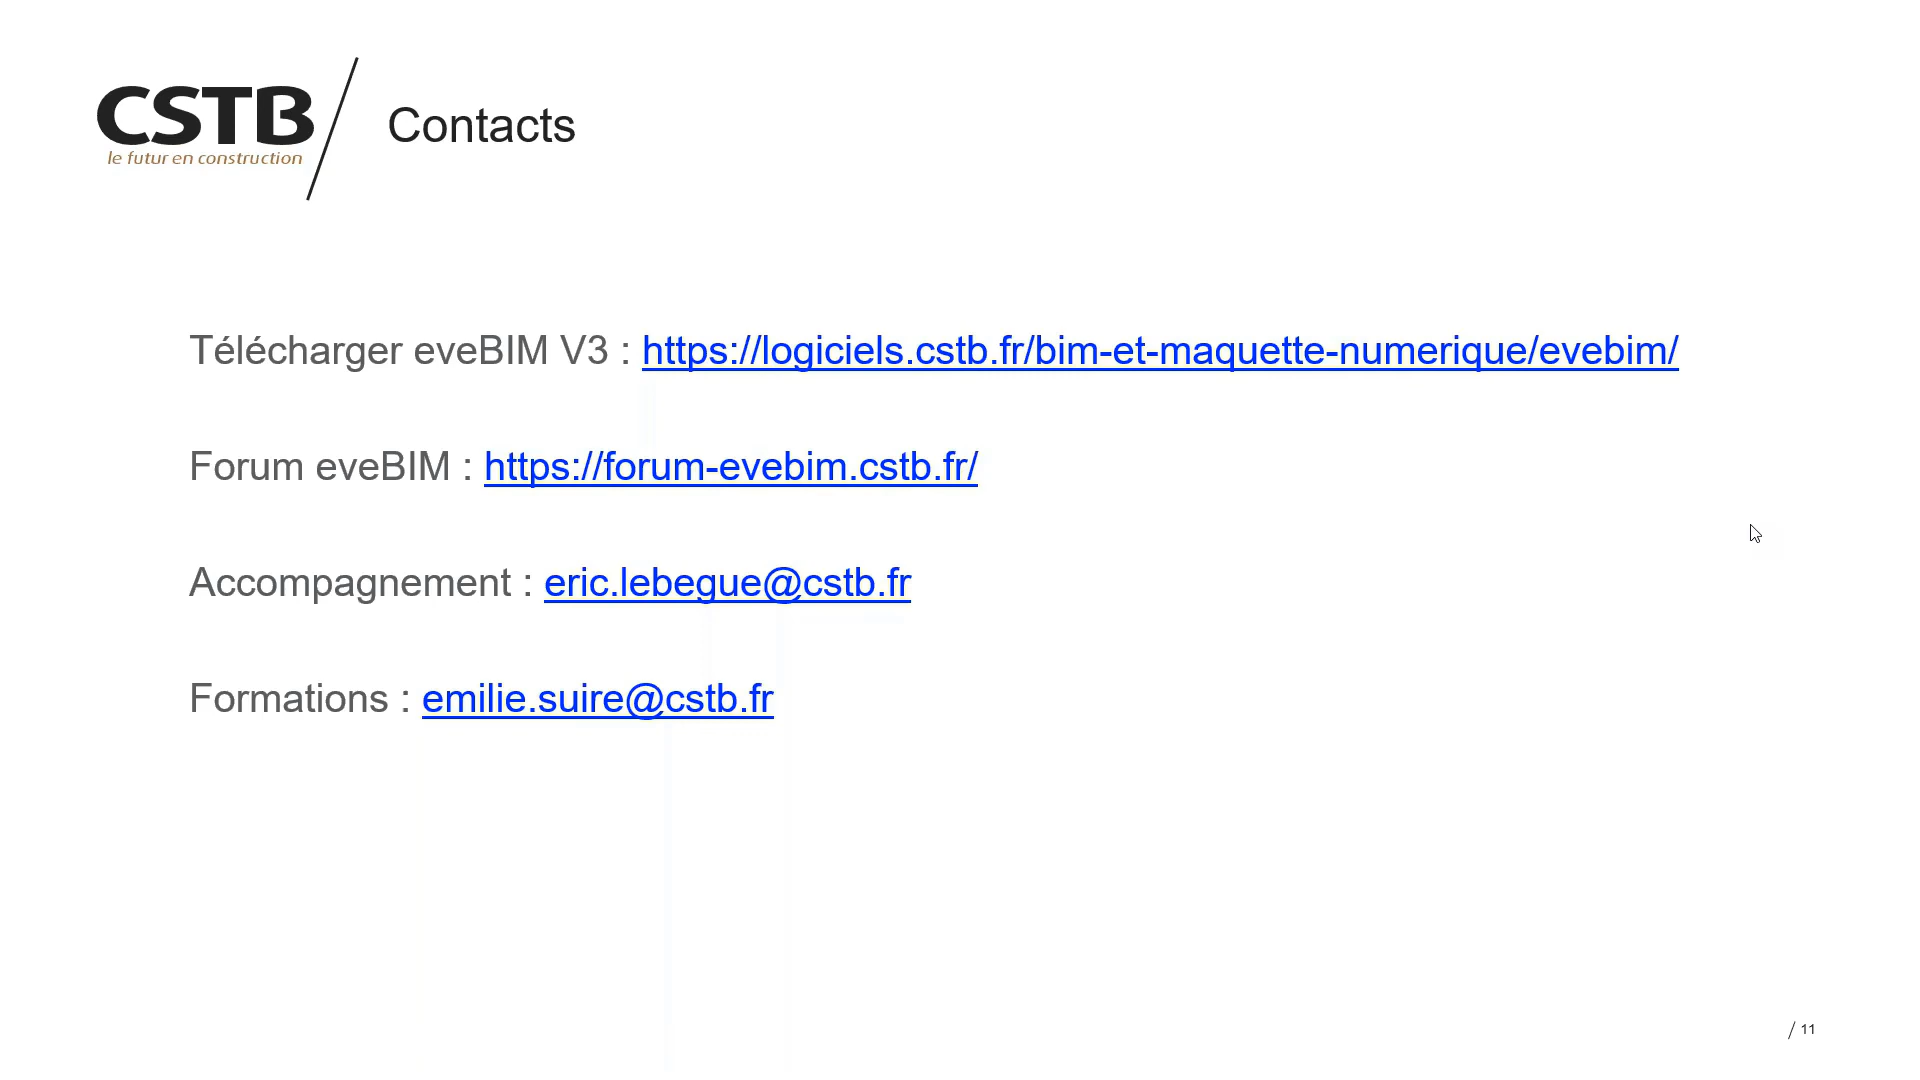 CSTB
le futur en construction
Contacts
Télécharger eveBIM V3 : https://logiciels.cstb.fr/bim-et-maquette-numerique/evebim/
Forum eveBIM : https://forum-evebim.cstb.fr/
Accompagnement : eric.lebegue@cstb.fr
Formations : emilie.suire@cstb.fr
/ 11